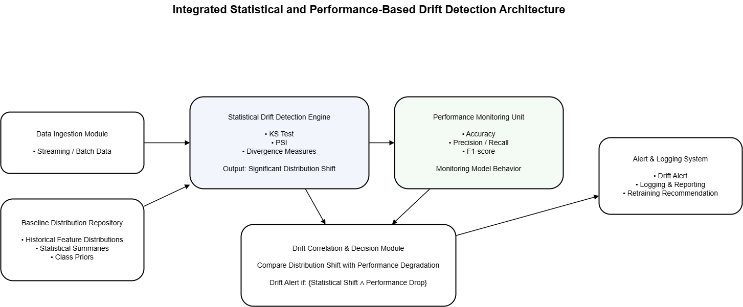 Integrated Statistical and Performance-Based Drift Detection Architecture
Data Ingestion Module
• Streaming / Batch Data
Baseline Distribution Repository
• Historical Feature Distributions
• Statistical Summaries
• Class Priors
Statistical Drift Detection Engine
• KS Test
• PSI
• Divergence Measures
Output: Significant Distribution Shift
Performance Monitoring Unit
• Accuracy
• Precision / Recall
• F1 score
Monitoring Model Behavior
Drift Correlation & Decision Module
Compare Distribution Shift with Performance Degradation
Drift Alert if: (Statistical Shift ∧ Performance Drop)
Alert & Logging System
• Drift Alert
• Logging & Reporting
• Retraining Recommendation